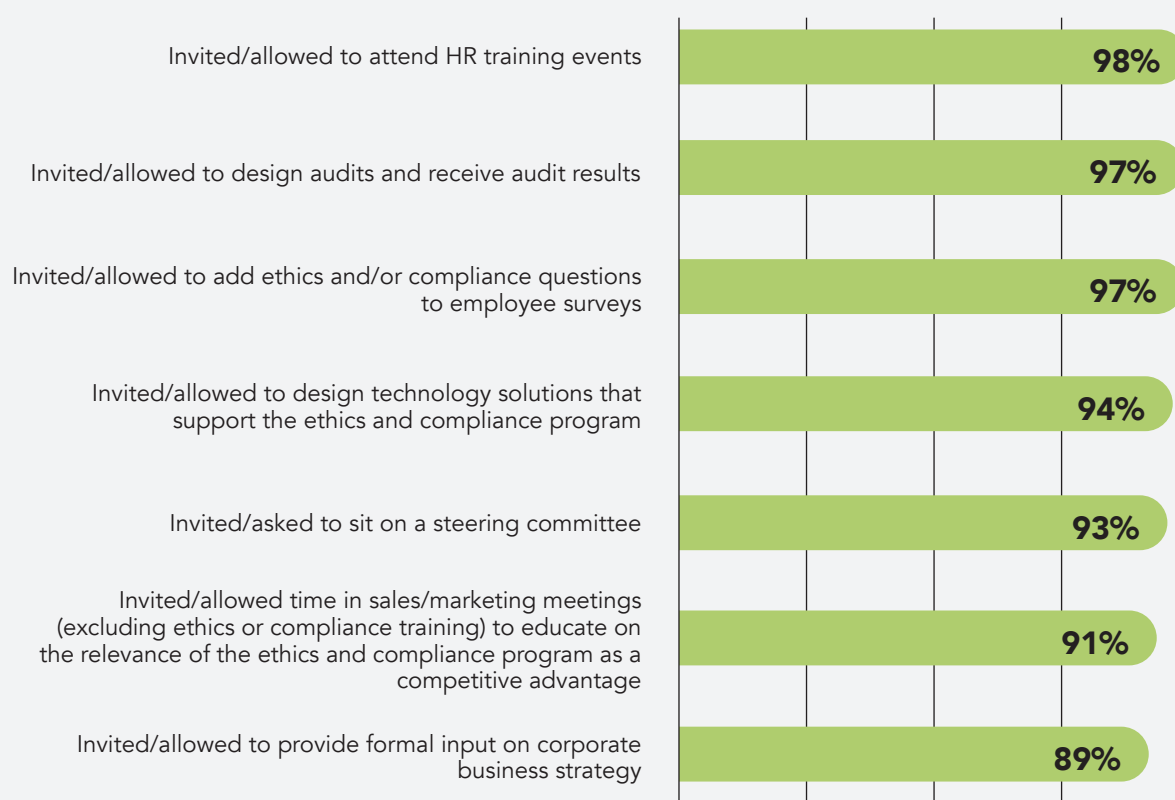 Invited/allowed to attend HR training events
98%
Invited/allowed to design audits and receive audit results
97%
Invited/allowed to add ethics and/or compliance questions
to employee surveys
97%
Invited/allowed to design technology solutions that
support the ethics and compliance program
94%
Invited/asked to sit on a steering committee
93%
Invited/allowed time in sales/marketing meetings
(excluding ethics or compliance training) to educate on
the relevance of the ethics and compliance program as a
competitive advantage
91%
Invited/allowed to provide formal input on corporate
business strategy
89%